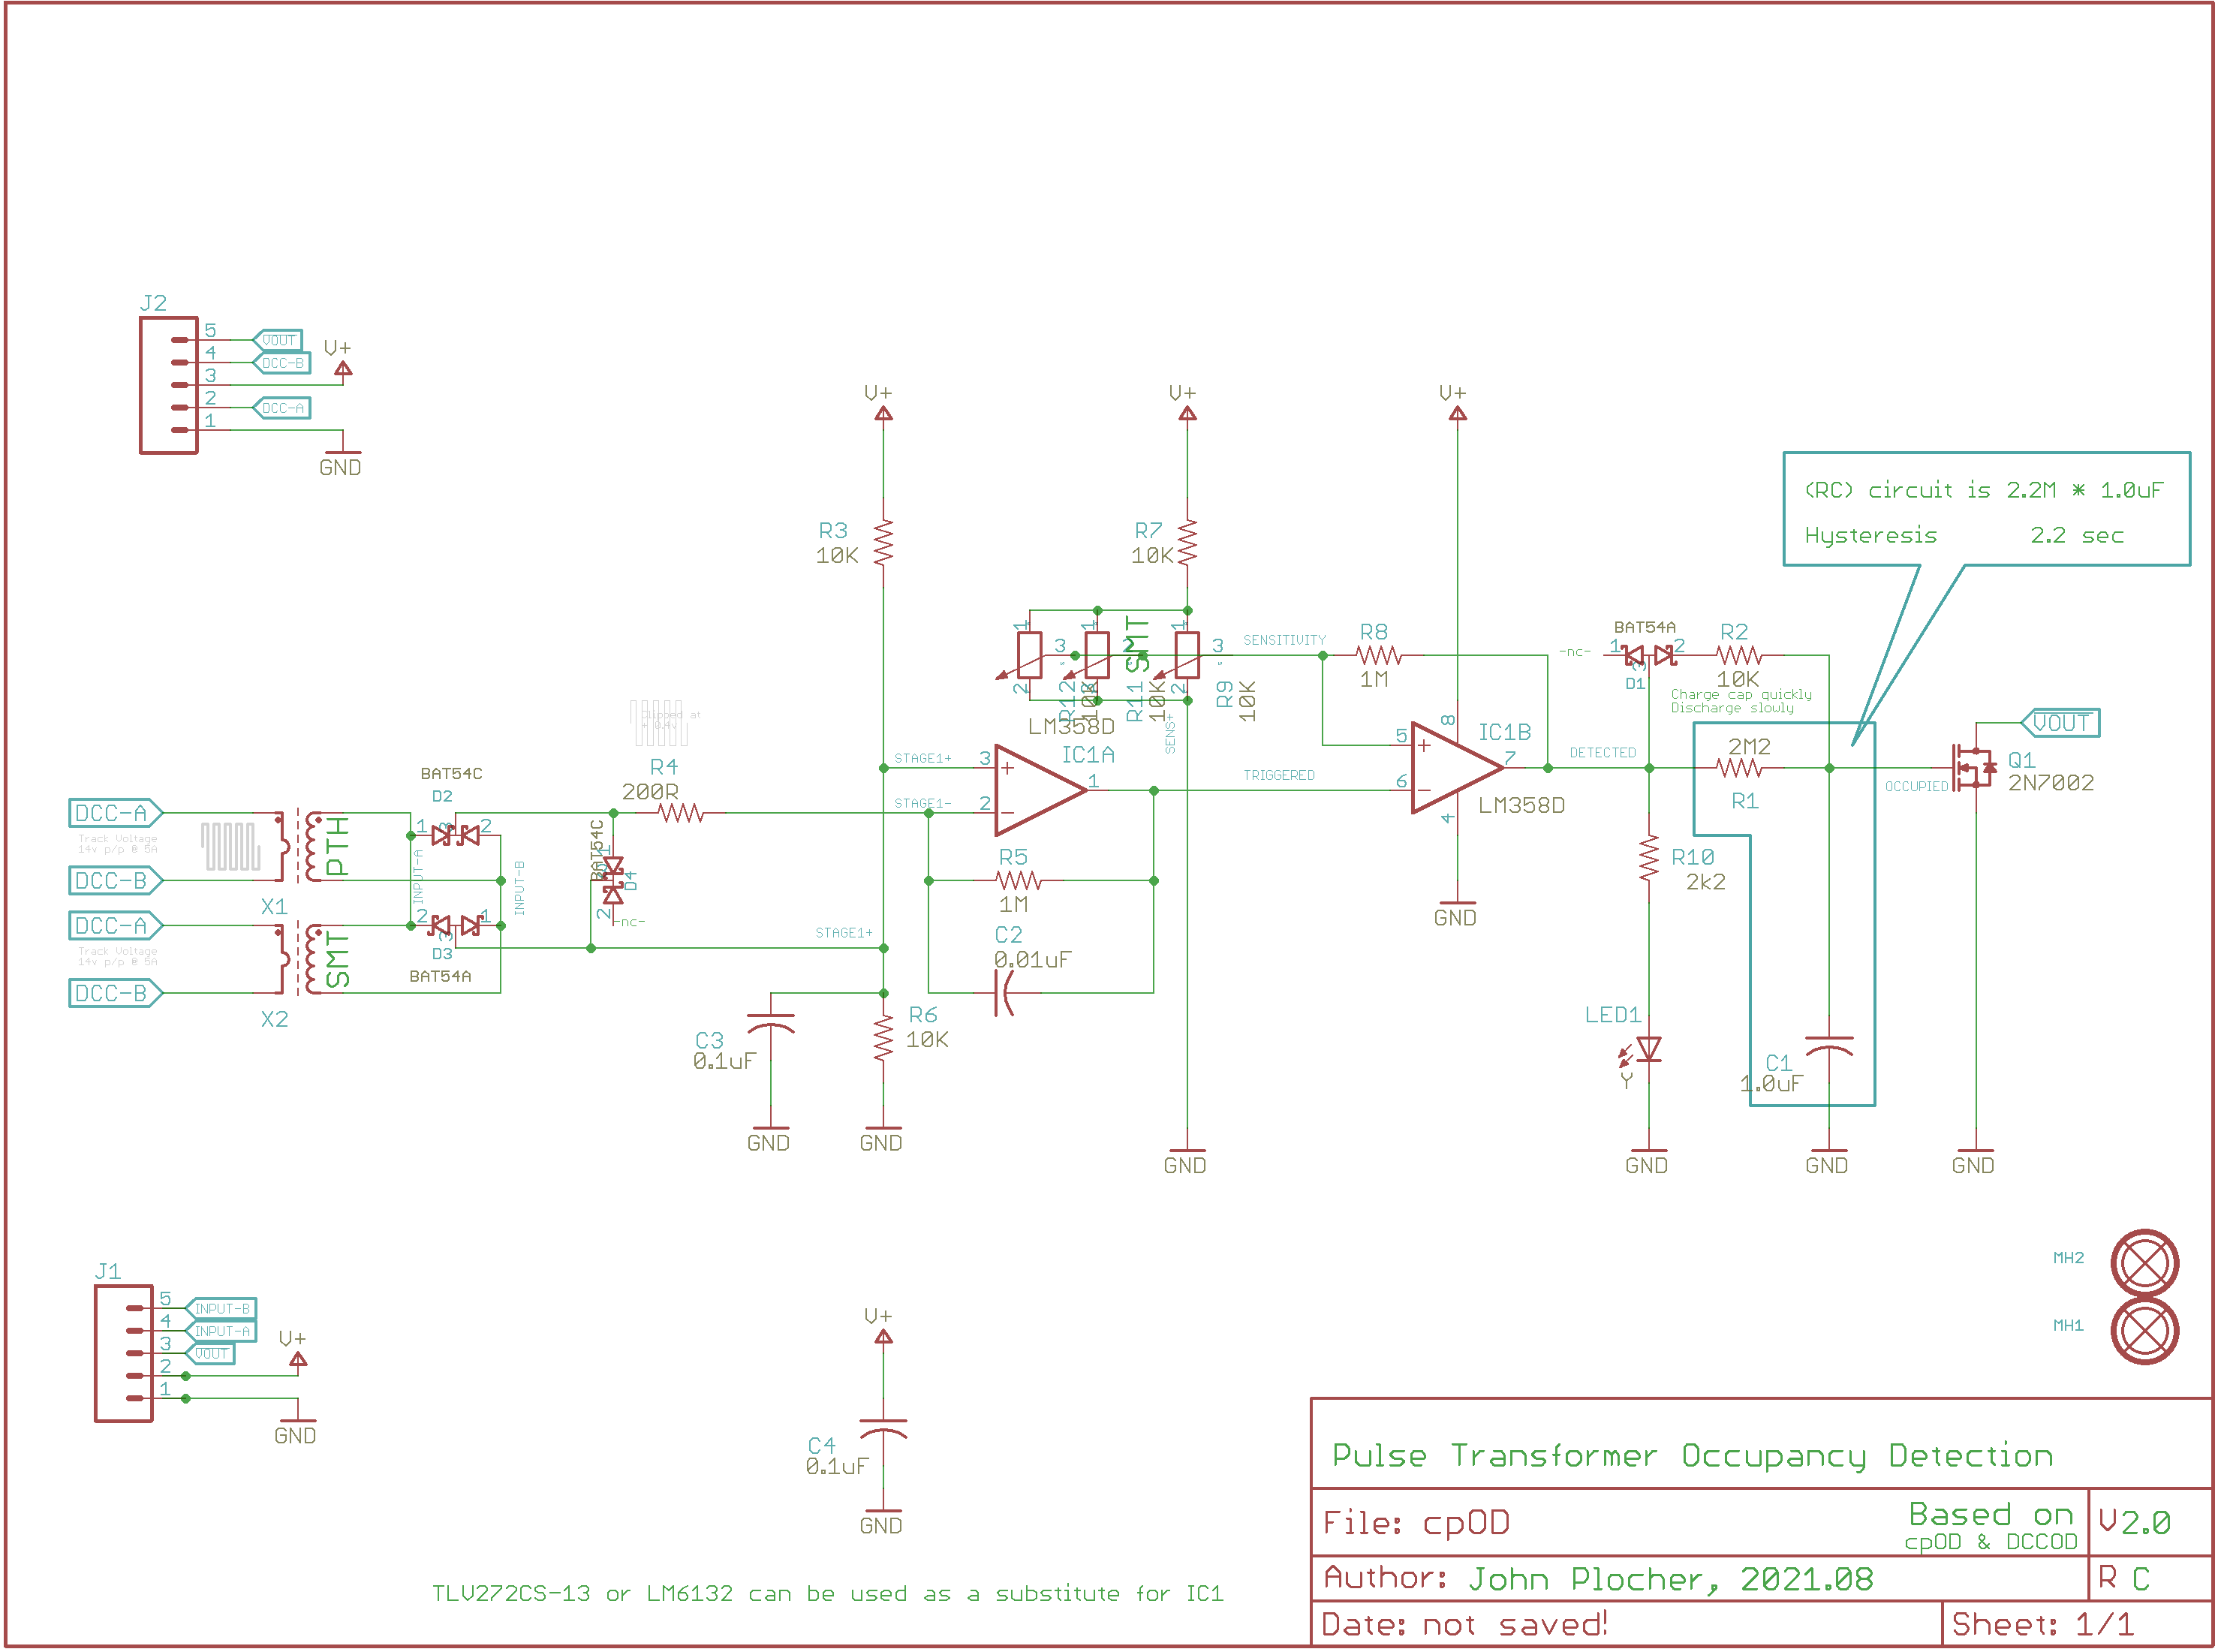 J2
5
VOUT
4
DCC-B
3
V+
2
DCC-A
1
GND
V+
V+
V+
(RC) circuit is 2.2M * 1.0uF
Hysteresis 2.2 sec
R3
10K
R7
10K
1
3
2
R12
10K
1
2
R11
10K
SMT
1
3
2
R9
10K
SENSITIVITY
SENS+
R8
1M
8
5
6
7
4
IC1B
LM358D
GND
-nc-
BAT54A
1
2
3
D1
R2
10K
Charge cap quickly
Discharge slowly
DETECTED
2M2
R1
OCCUPIED
VOUT
Q1
2N7002
LM358D
IC1A
STAGE1+
3
STAGE1-
2
1
TRIGGERED
Clipped at
+ 0.4v
R4
200R
BAT54C
D2
1
3
2
DCC-A
Track Voltage
14v p/p @ 5A
DCC-B
X1
PTH
INPUT-A
INPUT-B
DCC-A
Track Voltage
14v p/p @ 5A
DCC-B
X2
SMT
2
1
3
D3
BAT54A
BAT54C
1
D4
2
-nc-
STAGE1+
R5
1M
C2
0.01uF
C3
0.1uF
GND
R6
10K
GND
GND
R10
2k2
LED1
Y
GND
C1
1.0uF
GND
GND
MH2
MH1
J1
5
INPUT-B
4
INPUT-A
3
VOUT
2
V+
1
GND
V+
C4
0.1uF
GND
TLV272CS-13 or LM6132 can be used as a substitute for IC1
Pulse Transformer Occupancy Detection
File: cpOD
Based on
cpOD & DCCOD
V2.0
Author: John Plocher, 2021.08
R C
Date: not saved!
Sheet: 1/1